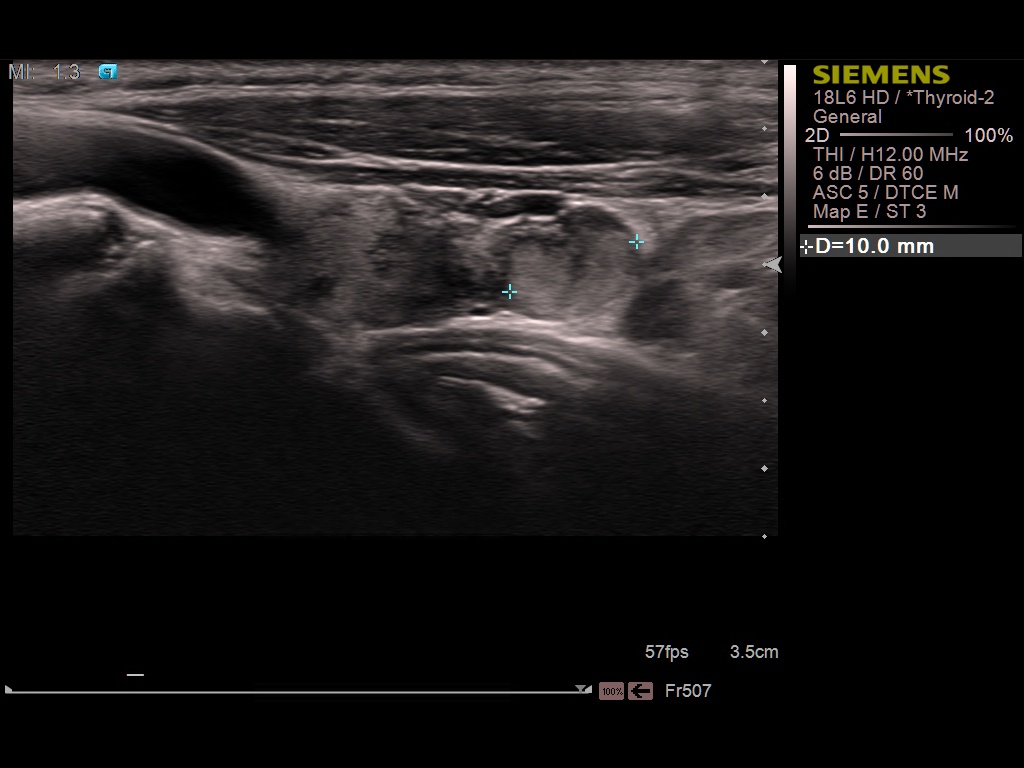 MI: 1.3
SIEMENS
18L6 HD / *Thyroid-2
General
2D 100%
THI / H12.00 MHz
6 dB / DR 60
ASC 5 / DTCE M
Map E / ST 3
D=10.0 mm
57fps 3.5cm
100% Fr507